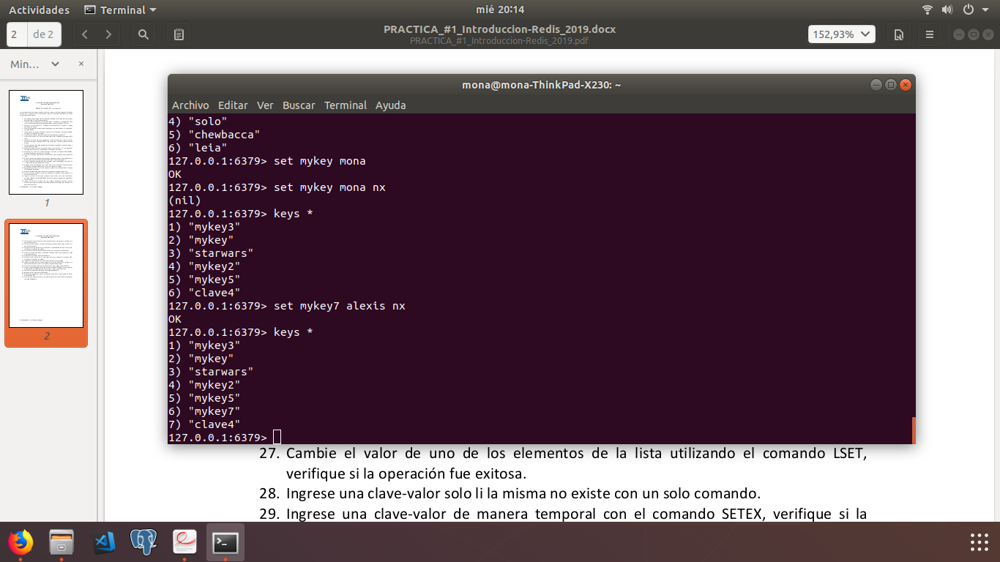 Actividades Terminal mié 20:14
2 de 2 PRACTICA_#1_Introduccion-Redis_2019.docx 152,93%
PRACTICA_#1_Introduccion-Redis_2019.pdf
Min...
1
2
mona@mona-ThinkPad-X230: ~
Archivo Editar Ver Buscar Terminal Ayuda
4) "solo"
5) "chewbacca"
6) "leia"
127.0.0.1:6379> set mykey mona
OK
127.0.0.1:6379> set mykey mona nx
(nil)
127.0.0.1:6379> keys *
1) "mykey3"
2) "mykey"
3) "starwars"
4) "mykey2"
5) "mykey5"
6) "clave4"
127.0.0.1:6379> set mykey7 alexis nx
OK
127.0.0.1:6379> keys *
1) "mykey3"
2) "mykey"
3) "starwars"
4) "mykey2"
5) "mykey5"
6) "mykey7"
7) "clave4"
127.0.0.1:6379>
27. Cambie el valor de uno de los elementos de la lista utilizando el comando LSET,
verifique si la operación fue exitosa.
28. Ingrese una clave-valor solo li la misma no existe con un solo comando.
29. Ingrese una clave-valor de manera temporal con el comando SETEX, verifique si la